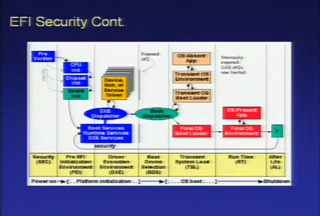 EFI Security Cont.
Pre
Verifier
CPU
Init
Chipset
Init
Board
Init
Device,
Bus, or
Service
Driver
DXE
Dispatcher
Boot Services
Runtime Services
DXE Services
security
Boot
Dispatcher
OS-Absent
App
Transient OS
Environment
Transient OS
Boot Loader
Final OS
Boot Loader
OS-Present
App
Final OS
Environment
?
Security
(SEC)
Pre EFI
Initialization
Environment
(PEI)
Driver
Execution
Environment
(DXE)
Boot
Device
Selection
(BDS)
Transient
System Load
(TSL)
Run Time
(RT)
After
Life
(AL)
Power on
[ . . Platform initialization . . ]
[ . . . . OS boot . . . . ]
Shutdown